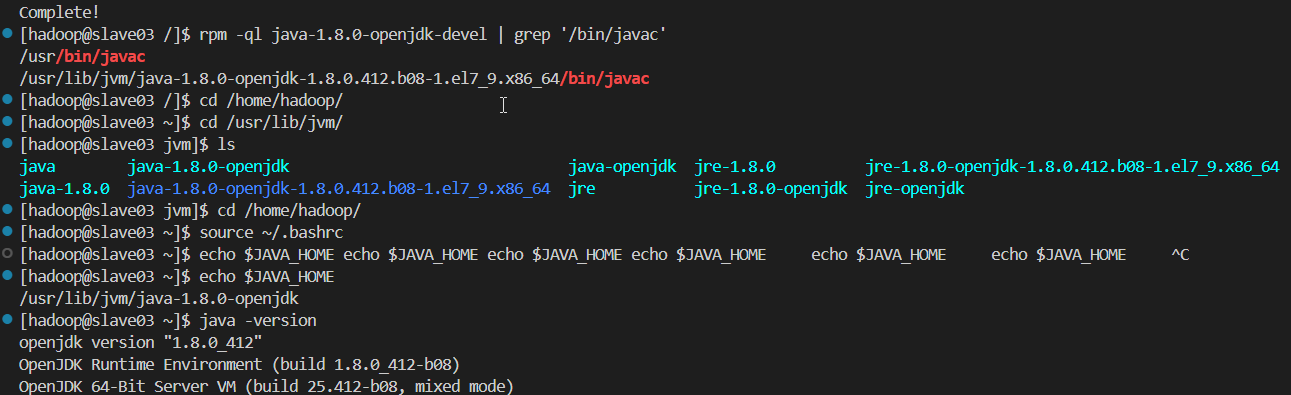 Complete!
[hadoop@slave03 /]$ rpm -ql java-1.8.0-openjdk-devel | grep '/bin/javac'
/usr/bin/javac
/usr/lib/jvm/java-1.8.0-openjdk-1.8.0.412.b08-1.el7_9.x86_64/bin/javac
[hadoop@slave03 /]$ cd /home/hadoop/
[hadoop@slave03 ~]$ cd /usr/lib/jvm/
[hadoop@slave03 jvm]$ ls
java java-1.8.0-openjdk java-openjdk jre-1.8.0 jre-1.8.0-openjdk-1.8.0.412.b08-1.el7_9.x86_64
java-1.8.0 java-1.8.0-openjdk-1.8.0.412.b08-1.el7_9.x86_64 jre jre-1.8.0-openjdk jre-openjdk
[hadoop@slave03 jvm]$ cd /home/hadoop/
[hadoop@slave03 ~]$ source ~/.bashrc
[hadoop@slave03 ~]$ echo $JAVA_HOME echo $JAVA_HOME echo $JAVA_HOME echo $JAVA_HOME echo $JAVA_HOME echo $JAVA_HOME ^C
[hadoop@slave03 ~]$ echo $JAVA_HOME
/usr/lib/jvm/java-1.8.0-openjdk
[hadoop@slave03 ~]$ java -version
openjdk version "1.8.0_412"
OpenJDK Runtime Environment (build 1.8.0_412-b08)
OpenJDK 64-Bit Server VM (build 25.412-b08, mixed mode)